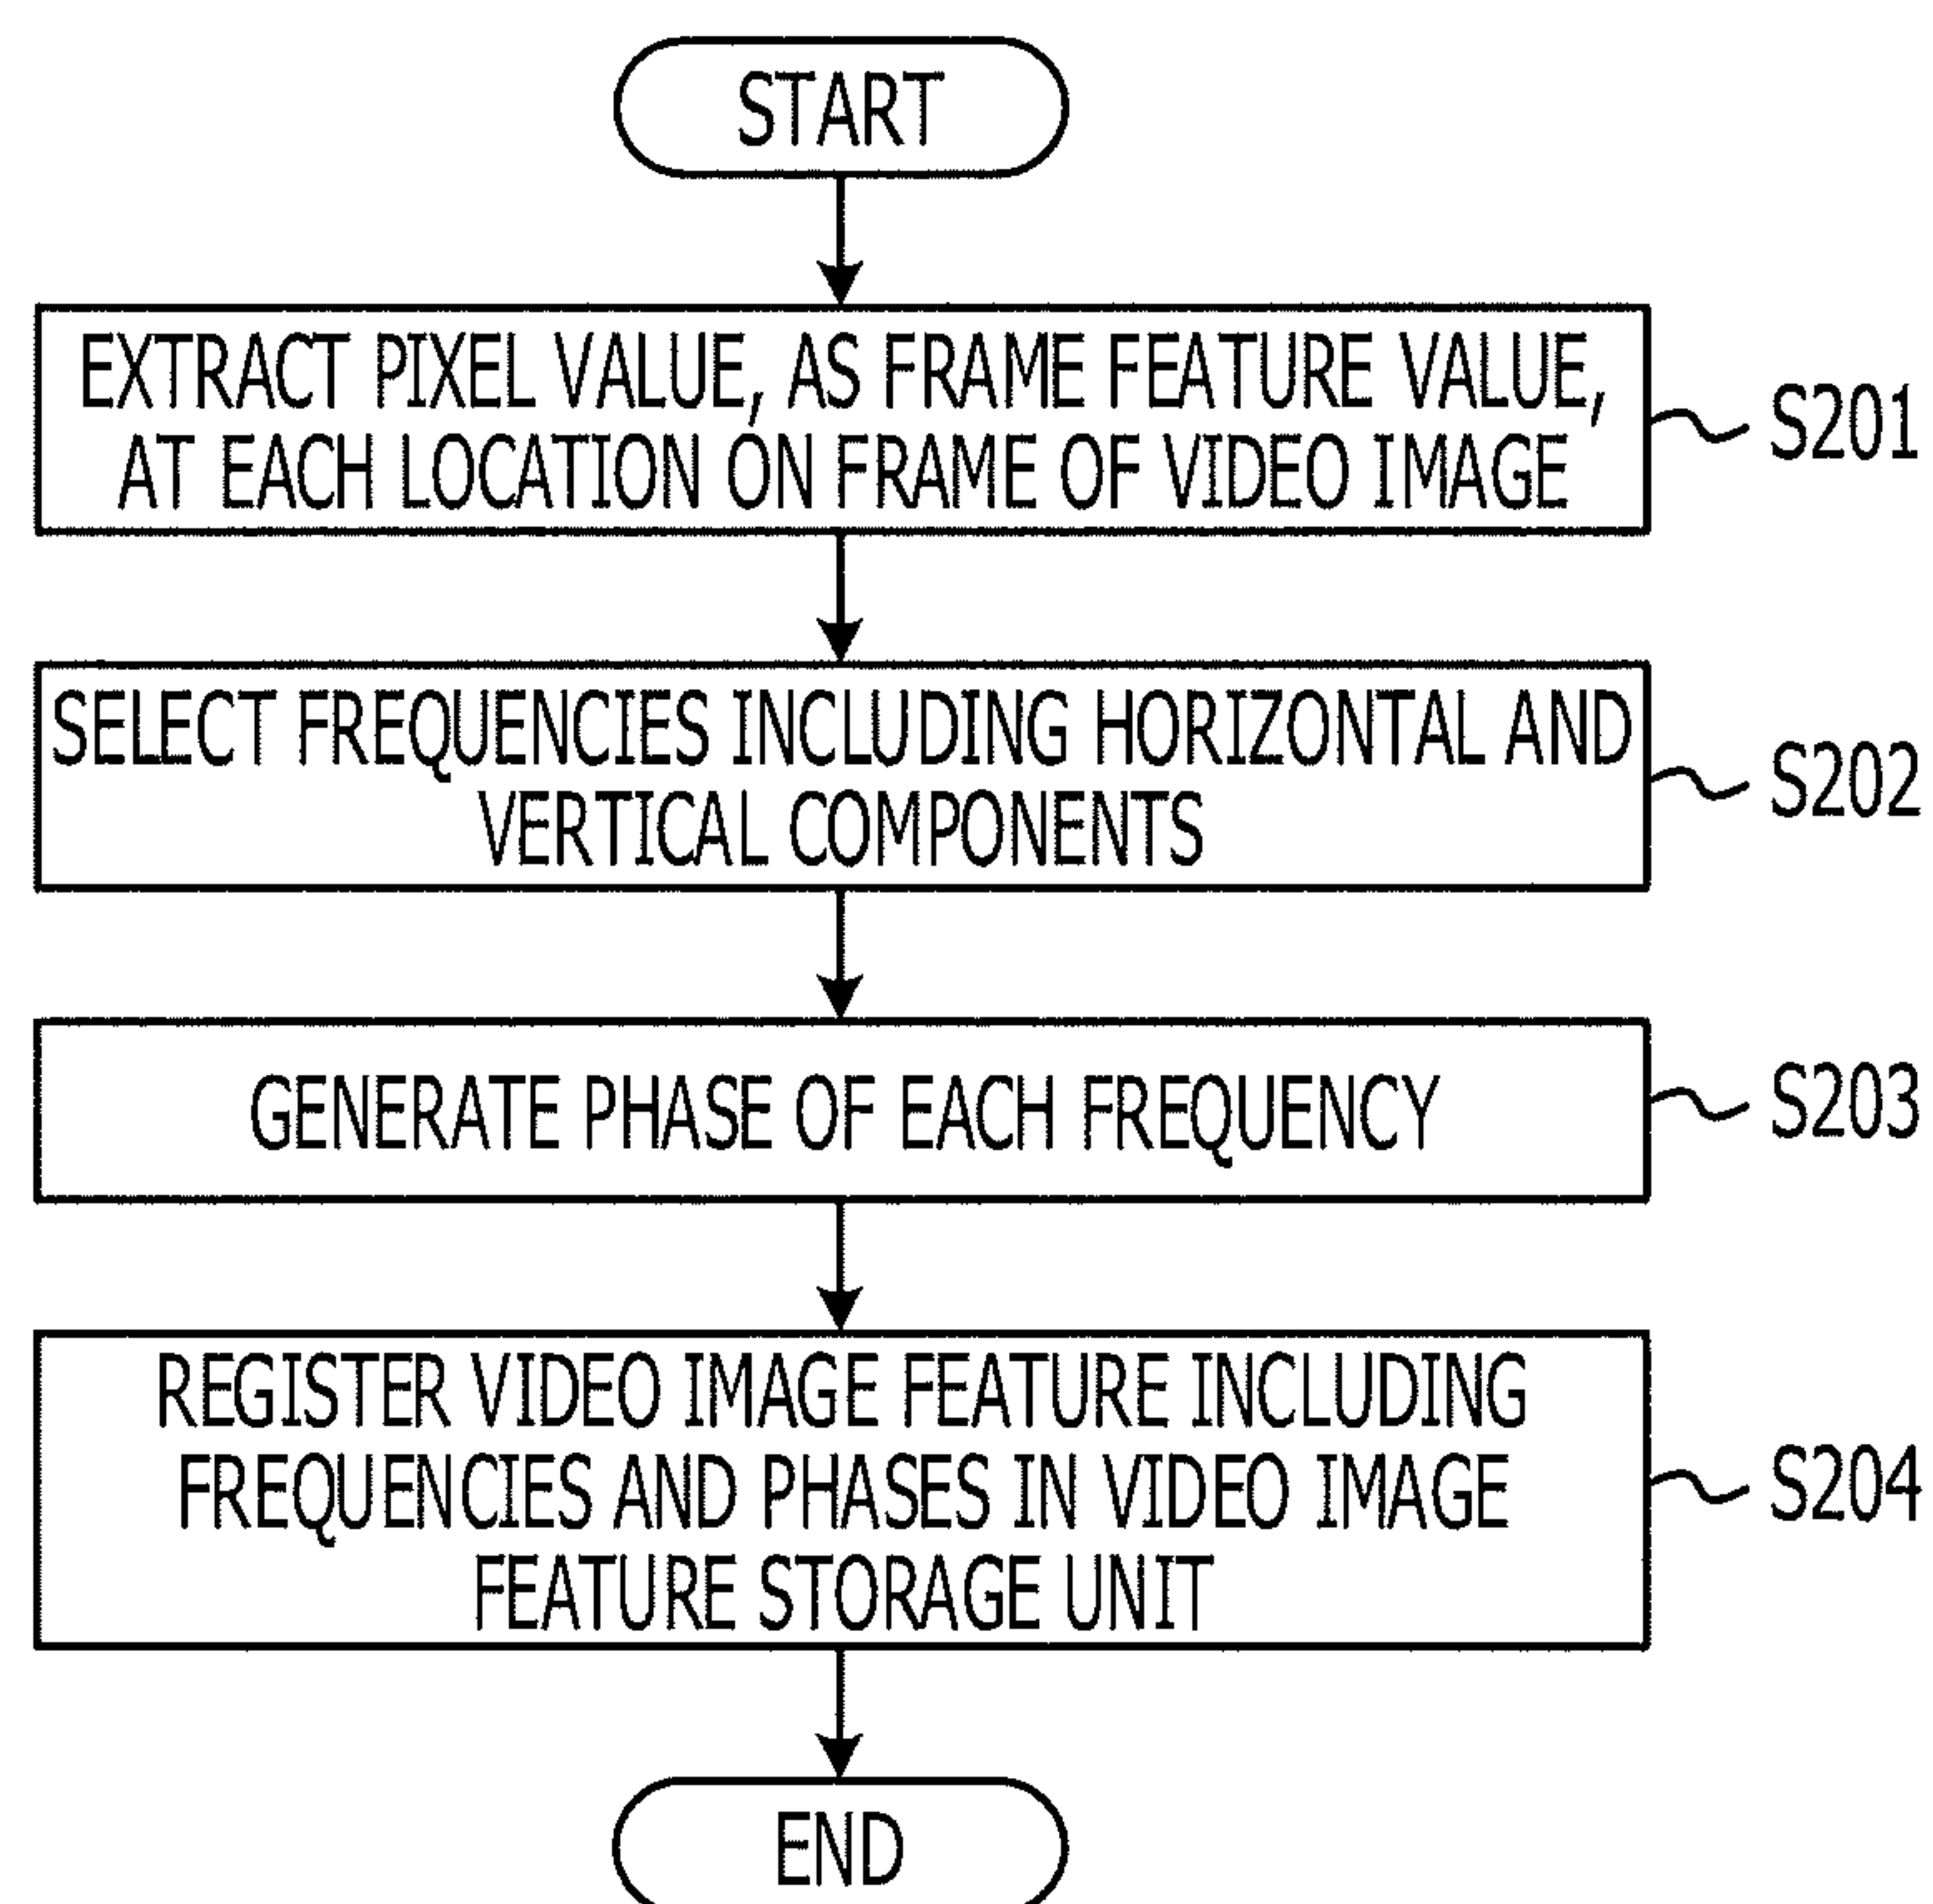 START
EXTRACT PIXEL VALUE, AS FRAME FEATURE VALUE,
AT EACH LOCATION ON FRAME OF VIDEO IMAGE
S201
SELECT FREQUENCIES INCLUDING HORIZONTAL AND
VERTICAL COMPONENTS
S202
GENERATE PHASE OF EACH FREQUENCY
S203
REGISTER VIDEO IMAGE FEATURE INCLUDING
FREQUENCIES AND PHASES IN VIDEO IMAGE
FEATURE STORAGE UNIT
S204
END